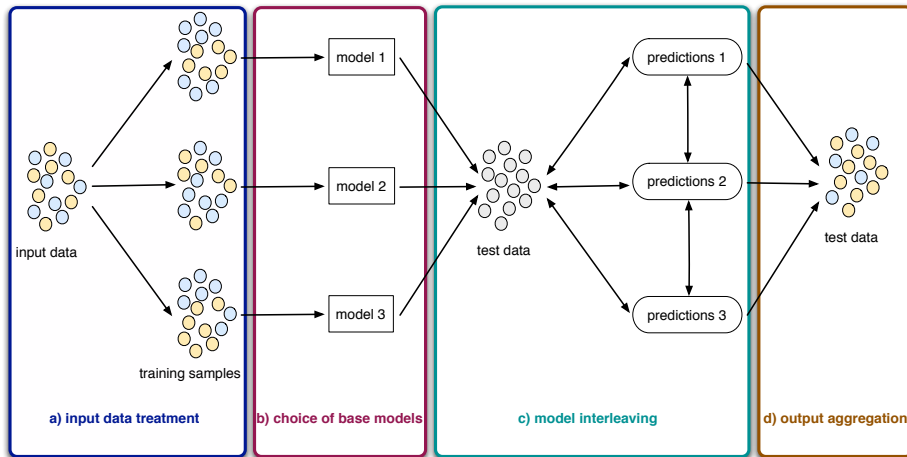 model 1
predictions 1
model 2
predictions 2
input data
test data
test data
model 3
predictions 3
training samples
a) input data treatment
b) choice of base models
c) model interleaving
d) output aggregation